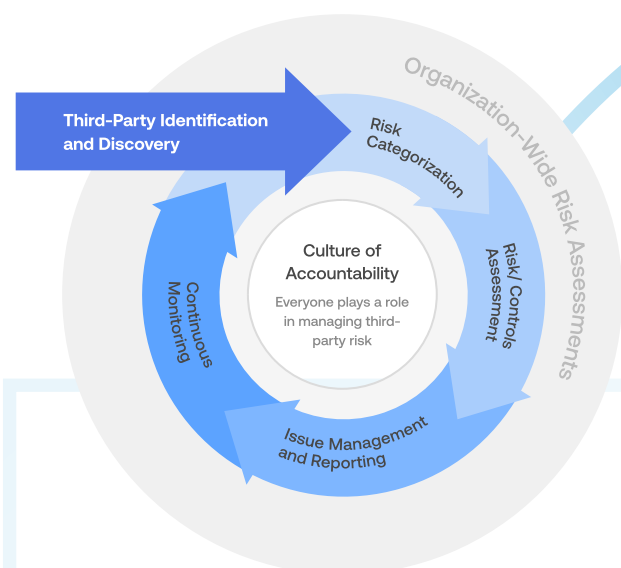 Organization-Wide Risk Assessments
Third-Party Identification
and Discovery
Risk
Categorization
Risk/ Controls
Assessment
Issue Management
and Reporting
Continuous
Monitoring
Culture of
Accountability
Everyone plays a role
in managing third-
party risk